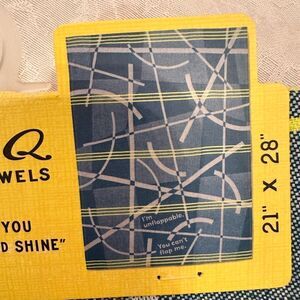 Q
WELS
YOU
D SHINE"
I'm
unflappable.
You can't
flap me.
21" X 28"